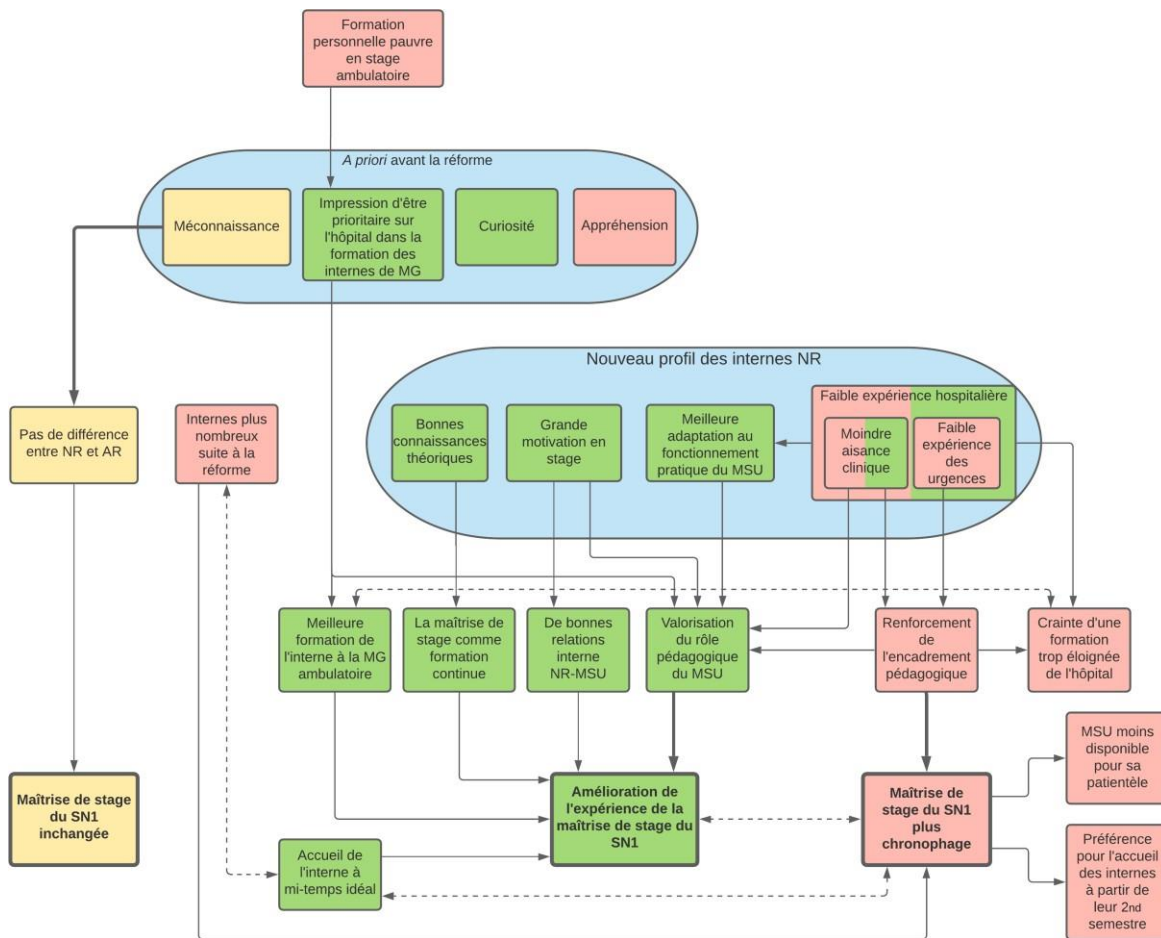 Formation
personnelle pauvre
en stage
ambulatoire
A priori avant la réforme
Méconnaissance
Impression d'être
prioritaire sur
l'hôpital dans la
formation des
internes de MG
Curiosité
Appréhension
Nouveau profil des internes NR
Pas de différence
entre NR et AR
Internes plus
nombreux
suite à la
réforme
Bonnes
connaissances
théoriques
Grande
motivation en
stage
Meilleure
adaptation au
fonctionnement
pratique du MSU
Faible expérience hospitalière
Moindre
aisance
clinique
Faible
expérience
des
urgences
Meilleure
formation de
l'interne à la MG
ambulatoire
La maîtrise de
stage comme
formation
continue
De bonnes
relations
interne
NR-MSU
Valorisation
du rôle
pédagogique
du MSU
Renforcement
de
l'encadrement
pédagogique
Crainte d'une
formation
trop éloignée
de l'hôpital
Maîtrise de stage
du SN1
inchangée
Amélioration de
l'expérience de la
maîtrise de stage du
SN1
Maîtrise de
stage du SN1
plus
chronophage
MSU moins
disponible
pour sa
patientèle
Accueil de
l'interne à
mi-temps idéal
Préférence
pour l'accueil
des internes
à partir de
leur 2nd
semestre